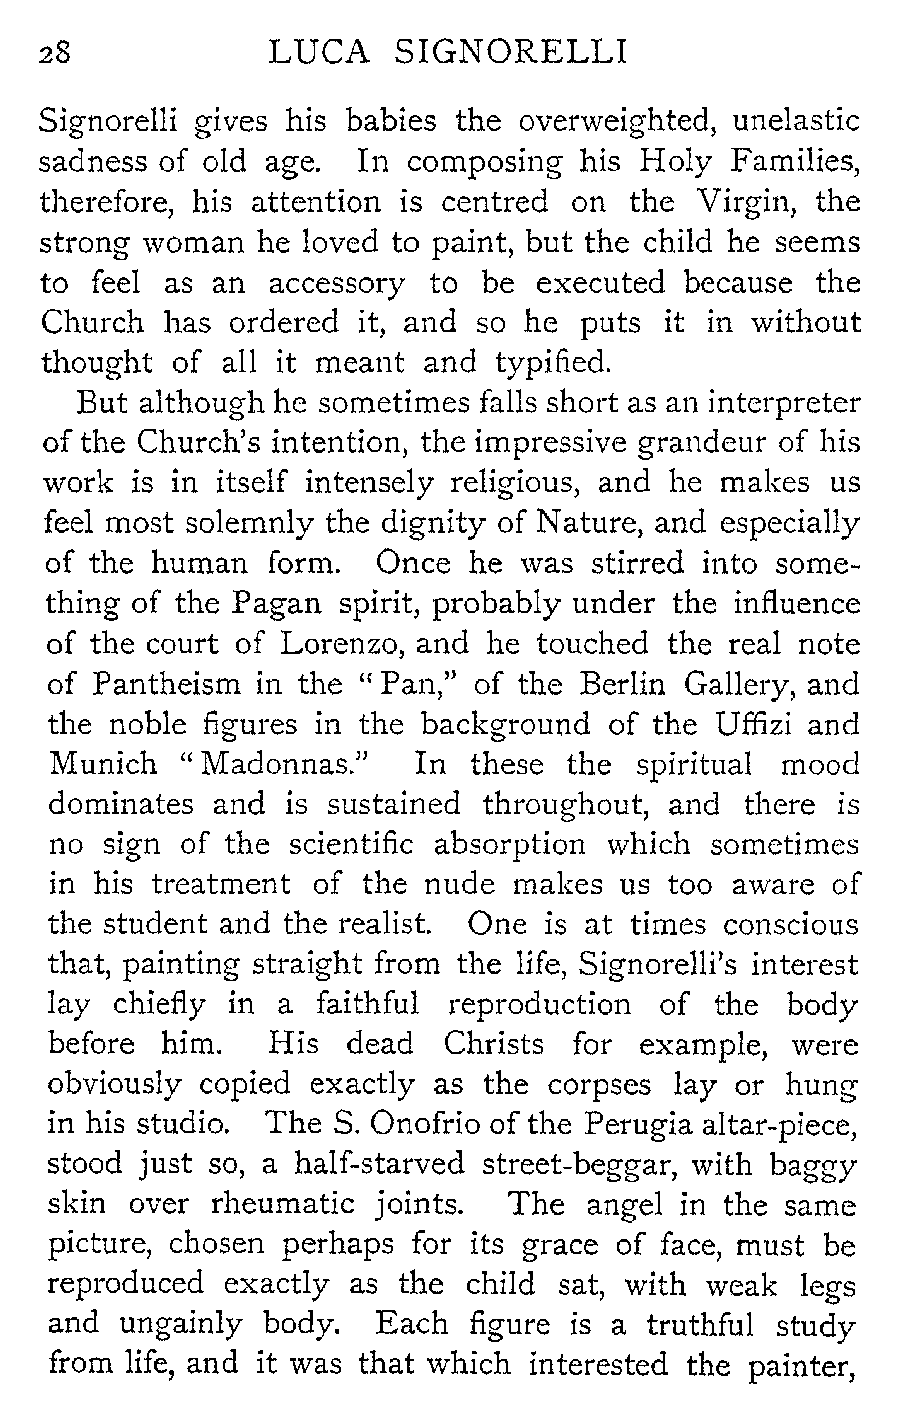 28 LUCA SIGNORELLI
Signorelli gives his babies the overweighted, unelastic
sadness of old age. In composing his Holy Families,
therefore, his attention is centred on the Virgin, the
strong woman he loved to paint, but the child he seems
to feel as an accessory to be executed because the
Church has ordered it, and so he puts it in without
thought of all it meant and typified.
But although he sometimes falls short as an interpreter
of the Church's intention, the impressive grandeur of his
work is in itself intensely religious, and he makes us
feel most solemnly the dignity of Nature, and especially
of the human form. Once he was stirred into some-
thing of the Pagan spirit, probably under the influence
of the court of Lorenzo, and he touched the real note
of Pantheism in the "Pan," of the Berlin Gallery, and
the noble figures in the background of the Uffizi and
Munich "Madonnas." In these the spiritual mood
dominates and is sustained throughout, and there is
no sign of the scientific absorption which sometimes
in his treatment of the nude makes us too aware of
the student and the realist. One is at times conscious
that, painting straight from the life, Signorelli's interest
lay chiefly in a faithful reproduction of the body
before him. His dead Christs for example, were
obviously copied exactly as the corpses lay or hung
in his studio. The S. Onofrio of the Perugia altar-piece,
stood just so, a half-starved street-beggar, with baggy
skin over rheumatic joints. The angel in the same
picture, chosen perhaps for its grace of face, must be
reproduced exactly as the child sat, with weak legs
and ungainly body. Each figure is a truthful study
from life, and it was that which interested the painter,